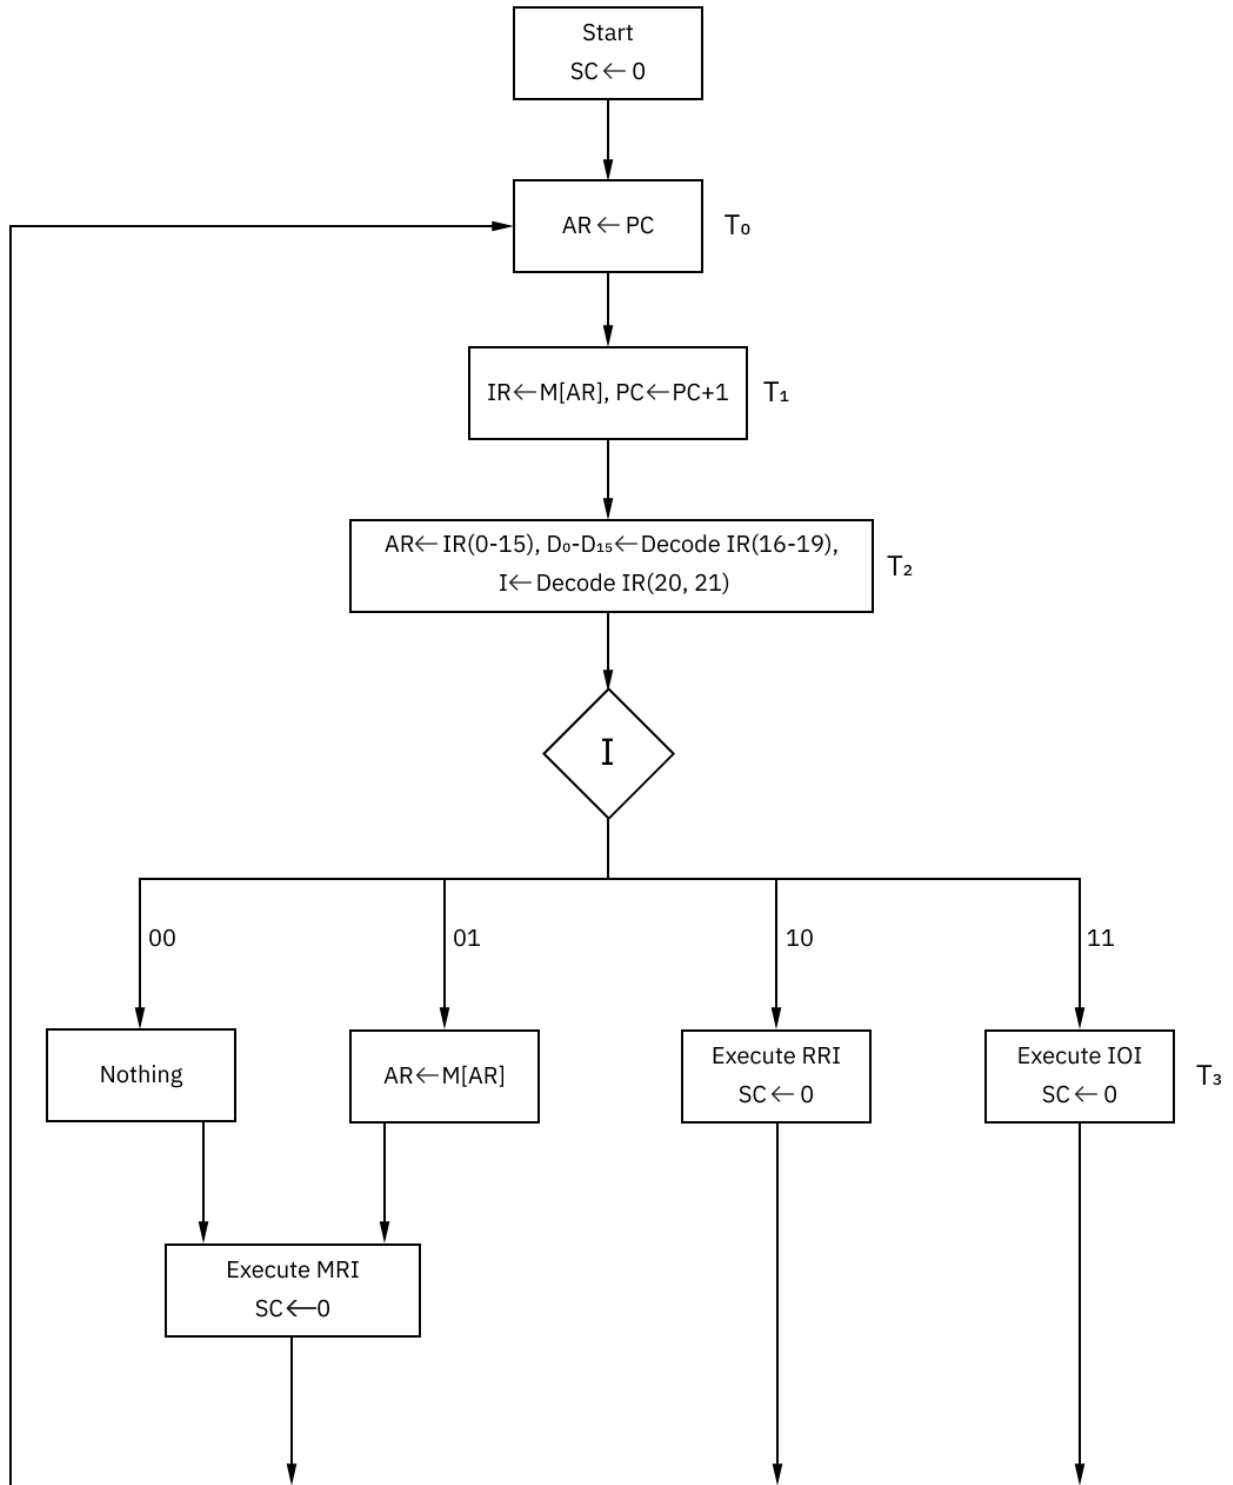 Start
SC← 0
AR ← PC
T₀
IR←M[AR], PC←PC+1
T₁
AR← IR(0-15), D₀-D₁₅←Decode IR(16-19),
I← Decode IR(20, 21)
T₂
I
00
01
10
11
Nothing
AR←M[AR]
Execute RRI
SC ← 0
Execute IOI
SC ← 0
T₃
Execute MRI
SC⟵0